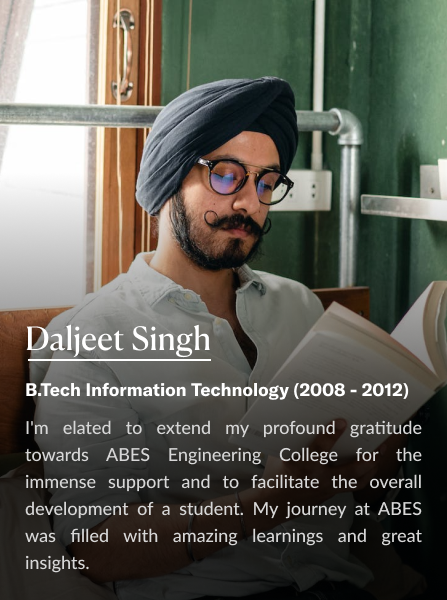 Daljeet Singh
B.Tech Information Technology (2008 - 2012)
I'm elated to extend my profound gratitude
towards ABES Engineering College for the
immense support and to facilitate the overall
development of a student. My journey at ABES
was filled with amazing learnings and great
insights.